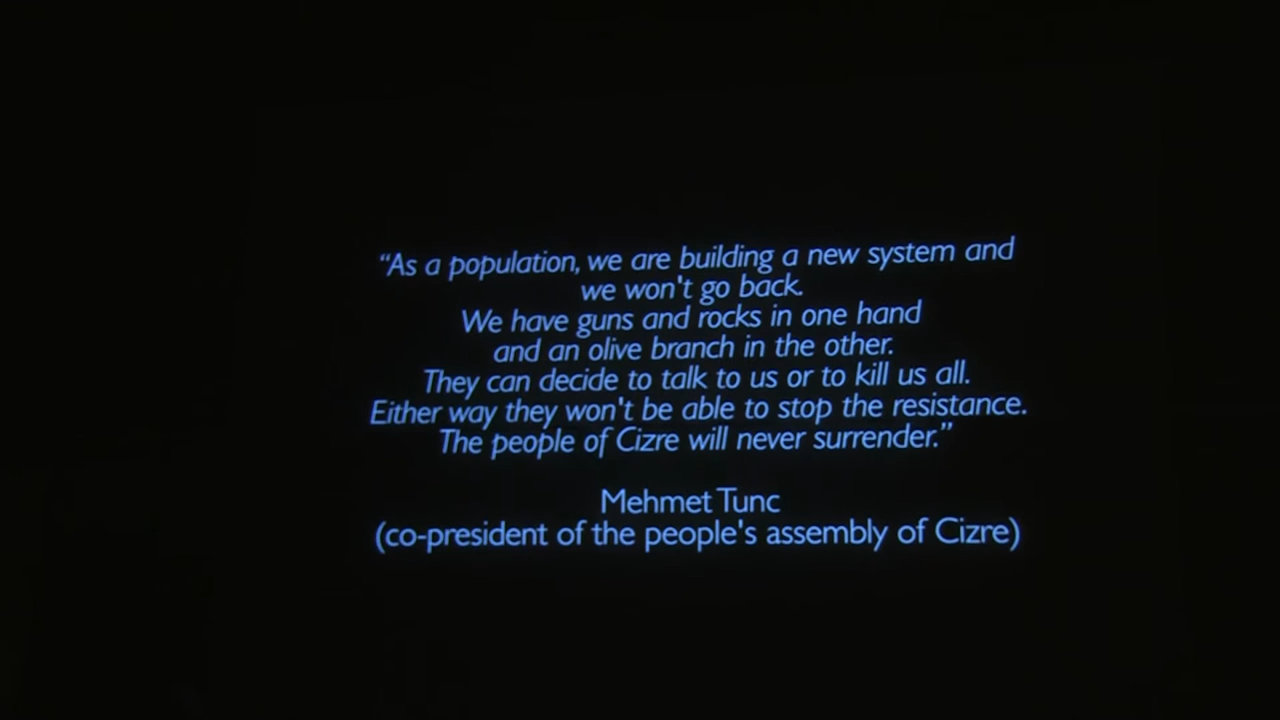 “As a population, we are building a new system and
we won't go back.
We have guns and rocks in one hand
and an olive branch in the other.
They can decide to talk to us or to kill us all.
Either way they won't be able to stop the resistance.
The people of Cizre will never surrender.”
Mehmet Tunc
(co-president of the people's assembly of Cizre)